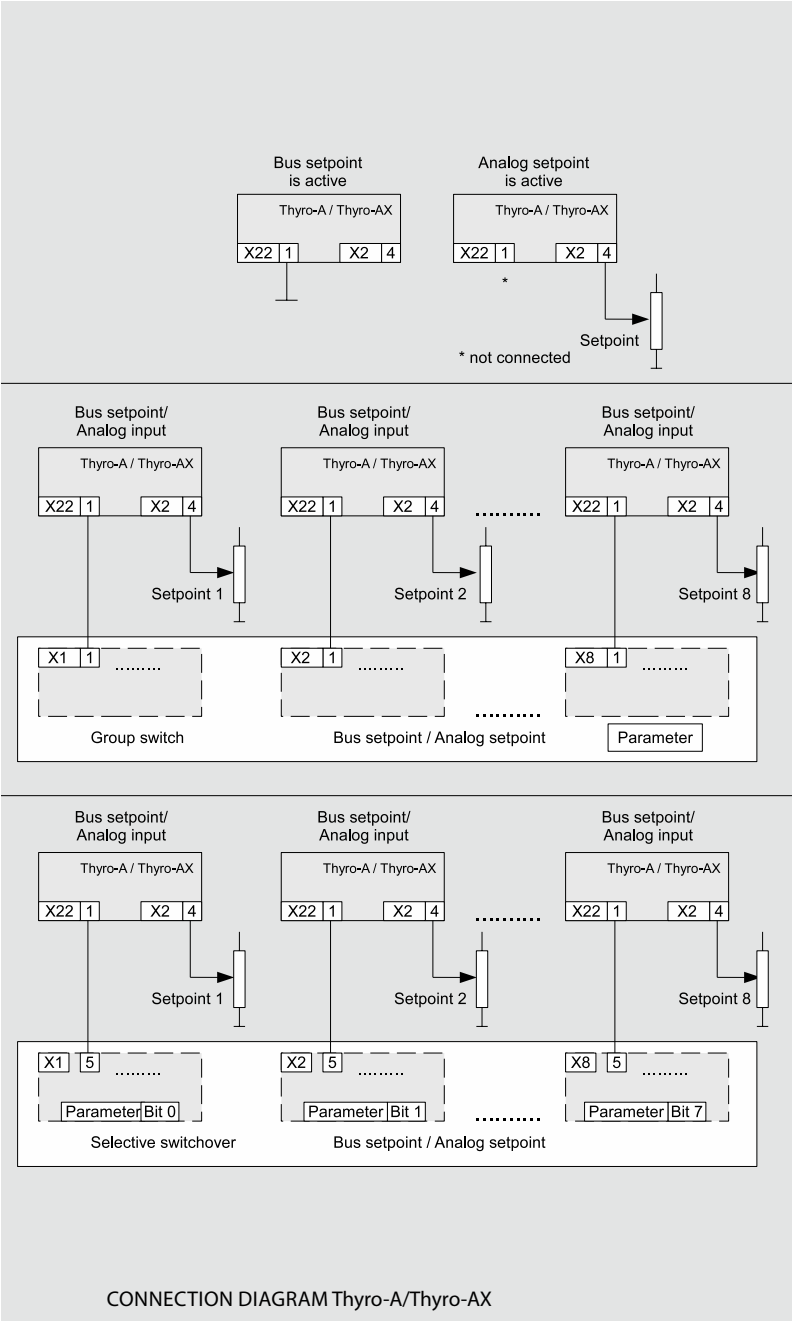 Bus setpoint
is active
Analog setpoint
is active
Thyro-A / Thyro-AX
Thyro-A / Thyro-AX
X22 1 X2 4
X22 1 X2 4
*
Setpoint
* not connected
Bus setpoint/
Analog input
Bus setpoint/
Analog input
Bus setpoint/
Analog input
Thyro-A / Thyro-AX
Thyro-A / Thyro-AX
Thyro-A / Thyro-AX
X22 1 X2 4
X22 1 X2 4
..........
X22 1 X2 4
Setpoint 1
Setpoint 2
Setpoint 8
X1 1 .........
X2 1 .........
X8 1 .........
..........
Group switch
Bus setpoint / Analog setpoint
Parameter
Bus setpoint/
Analog input
Bus setpoint/
Analog input
Bus setpoint/
Analog input
Thyro-A / Thyro-AX
Thyro-A / Thyro-AX
Thyro-A / Thyro-AX
X22 1 X2 4
X22 1 X2 4
..........
X22 1 X2 4
Setpoint 1
Setpoint 2
Setpoint 8
X1 5 .........
X2 5 .........
X8 5 .........
Parameter Bit 0
Parameter Bit 1
..........
Parameter Bit 7
Selective switchover
Bus setpoint / Analog setpoint
CONNECTION DIAGRAM Thyro-A/Thyro-AX